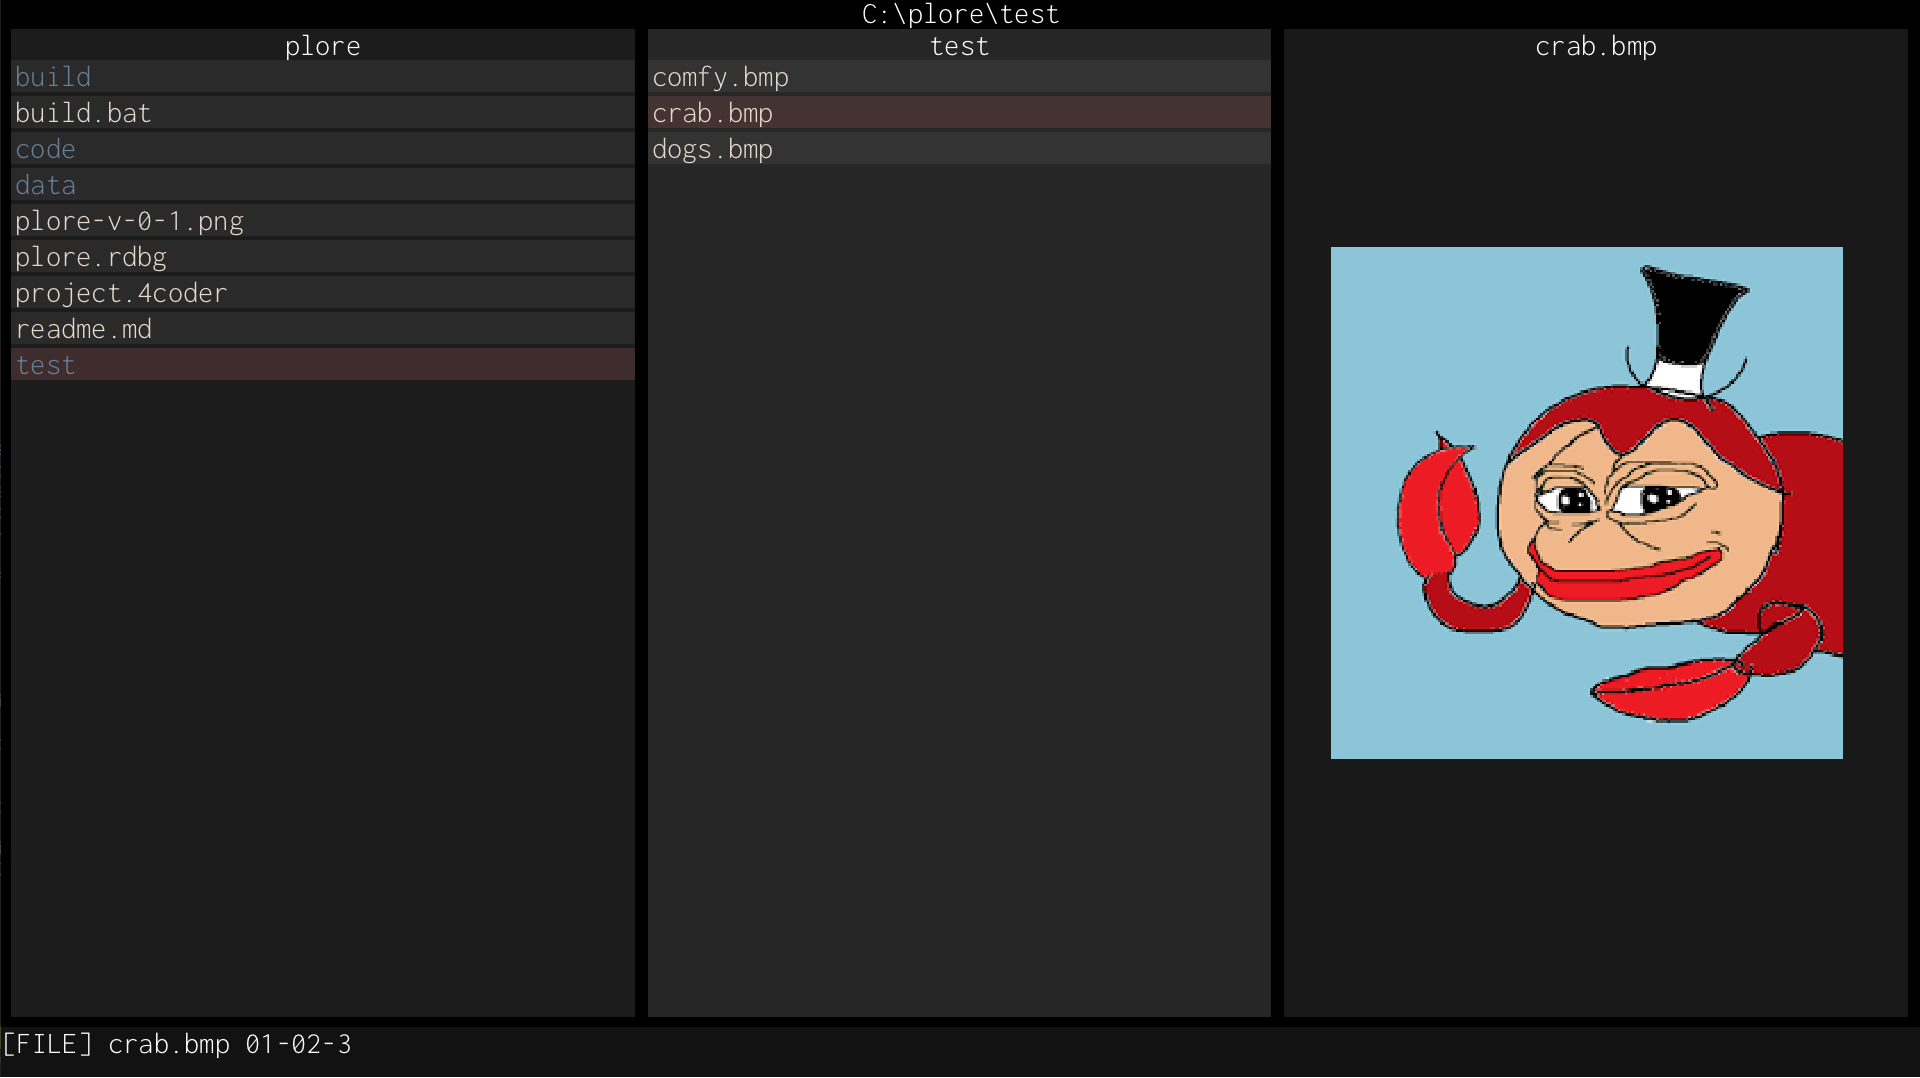 C:\plore\test
plore
build
build.bat
code
data
plore-v-0-1.png
plore.rdbg
project.4coder
readme.md
test
test
comfy.bmp
crab.bmp
dogs.bmp
crab.bmp
[FILE] crab.bmp 01-02-3